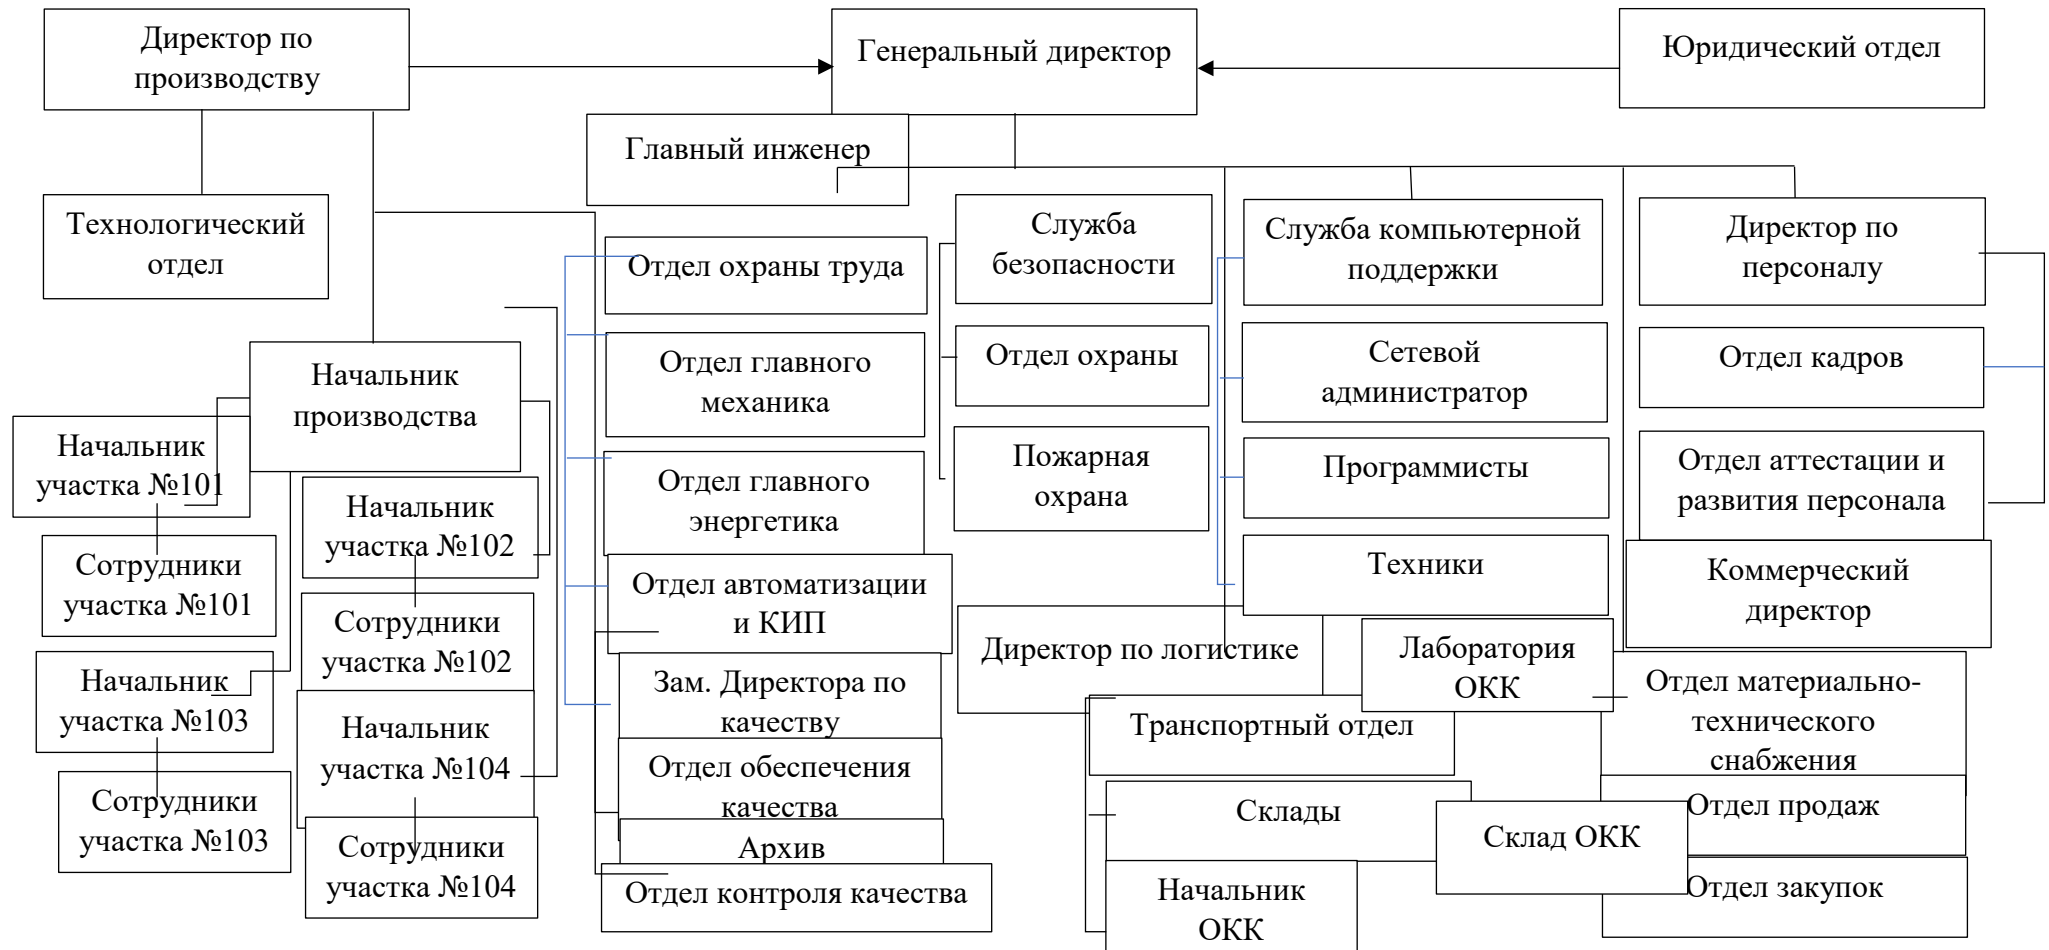 Директор по
производству
Генеральный директор
Юридический отдел
Главный инженер
Технологический
отдел
Отдел охраны труда
Служба
безопасности
Служба компьютерной
поддержки
Директор по
персоналу
Начальник
производства
Отдел главного
механика
Отдел охраны
Сетевой
администратор
Отдел кадров
Начальник
участка №101
Начальник
участка №102
Отдел главного
энергетика
Пожарная
охрана
Программисты
Отдел аттестации и
развития персонала
Сотрудники
участка №101
Сотрудники
участка №102
Отдел автоматизации
и КИП
Техники
Коммерческий
директор
Начальник
участка №103
Начальник
участка №104
Зам. Директора по
качеству
Директор по логистике
Лаборатория
ОКК
Транспортный отдел
Отдел материально-
технического
снабжения
Сотрудники
участка №103
Сотрудники
участка №104
Отдел обеспечения
качества
Архив
Отдел контроля качества
Склады
Начальник
ОКК
Склад ОКК
Отдел продаж
Отдел закупок